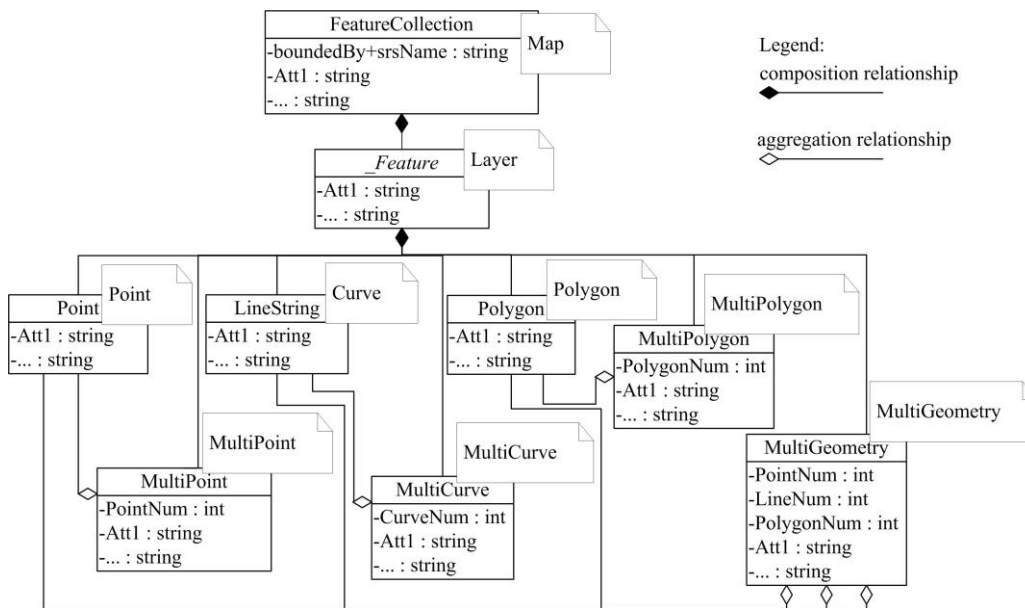 FeatureCollection
-boundedBy+srsName : string
-Att1 : string
-... : string
Map
Legend:
composition relationship
aggregation relationship
_Feature
-Att1 : string
-... : string
Layer
Point
-Att1 : string
-... : string
Point
LineString
-Att1 : string
-... : string
Curve
Polygon
-Att1 : string
-... : string
Polygon
MultiPolygon
-PolygonNum : int
-Att1 : string
-... : string
MultiPolygon
MultiPoint
-PointNum : int
-Att1 : string
-... : string
MultiPoint
MultiCurve
-CurveNum : int
-Att1 : string
-... : string
MultiCurve
MultiGeometry
-PointNum : int
-LineNum : int
-PolygonNum : int
-Att1 : string
-... : string
MultiGeometry